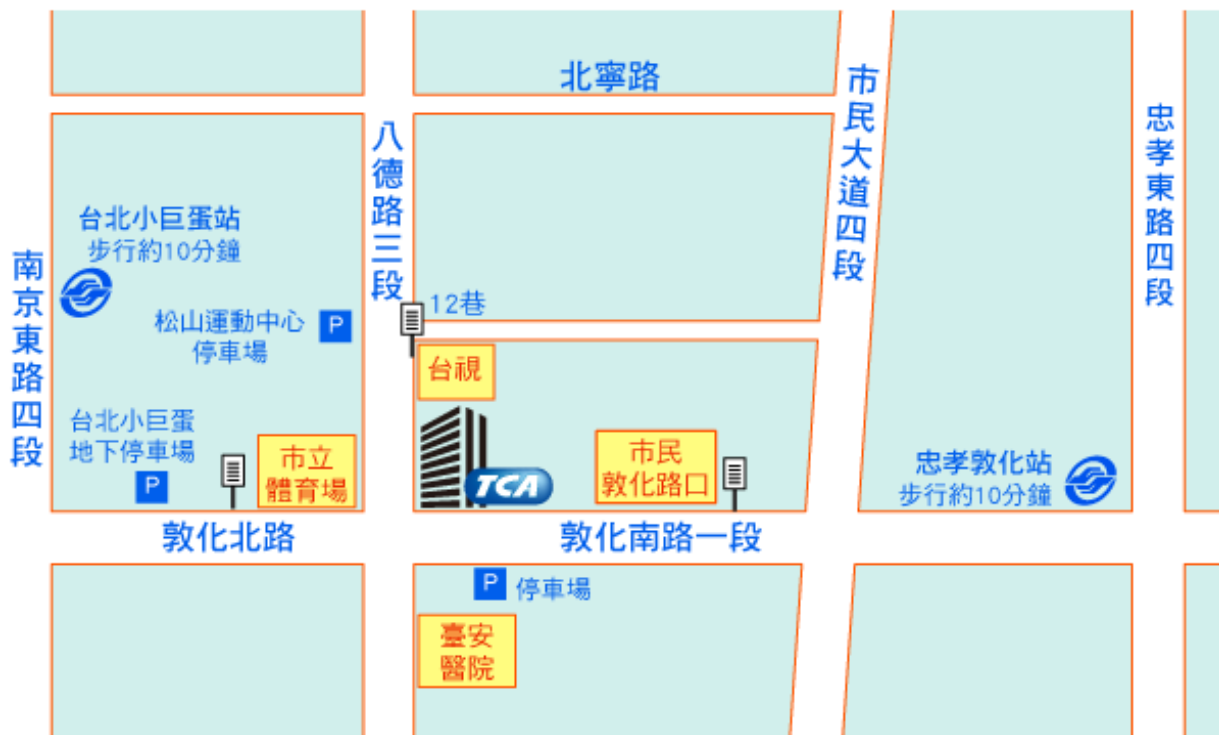 北寧路
市民大道四段
忠孝東路四段
八德路三段
台北小巨蛋站
步行約10分鐘
南京東路四段
12巷
松山運動中心
停車場
P
台視
台北小巨蛋
地下停車場
P
市立
體育場
TCA
市民
敦化路口
忠孝敦化站
步行約10分鐘
敦化北路
敦化南路一段
P
停車場
臺安
醫院